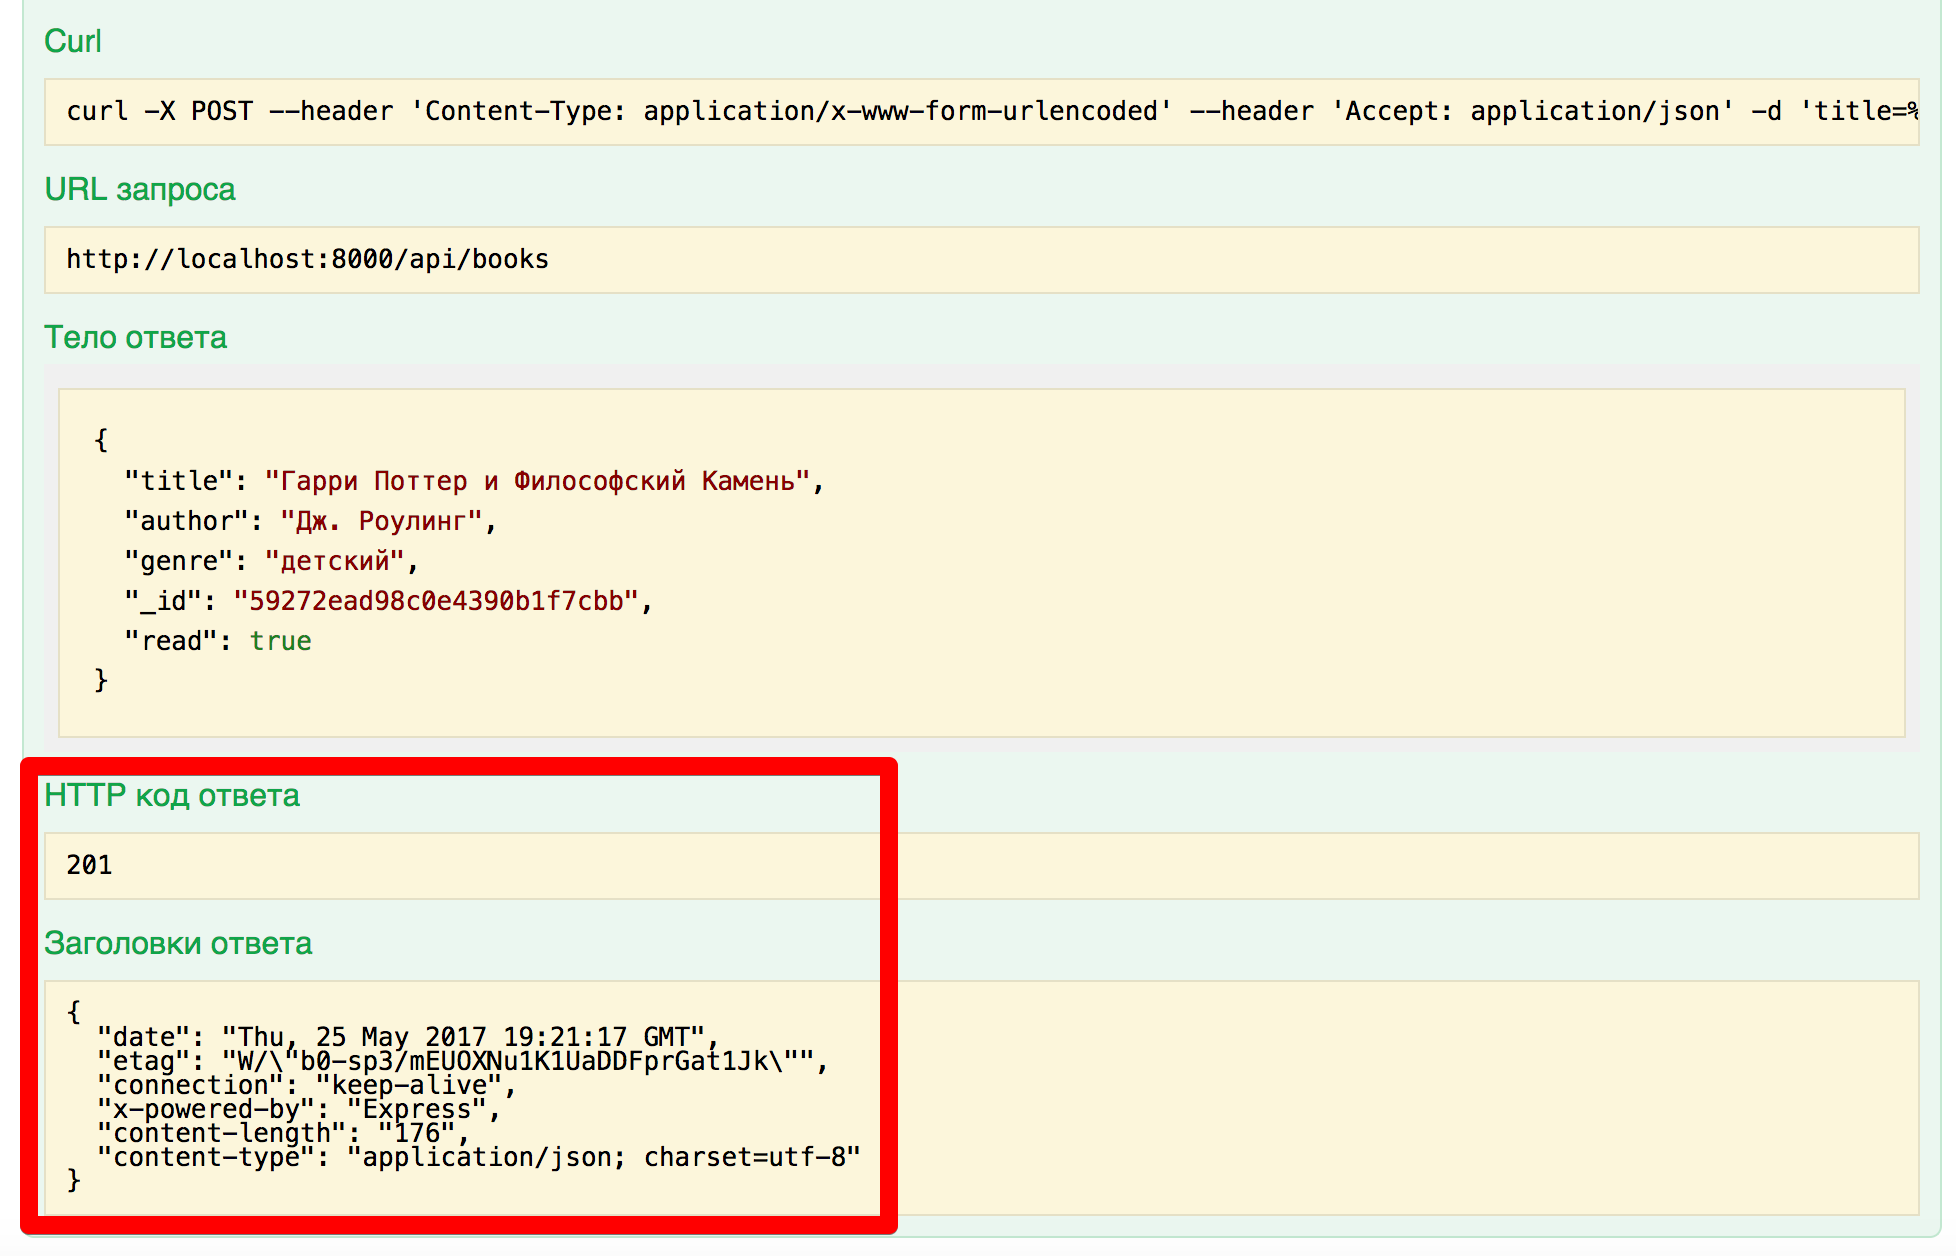 Curl
curl -X POST --header 'Content-Type: application/x-www-form-urlencoded' --header 'Accept: application/json' -d 'title=%
URL запроса
http://localhost:8000/api/books
Тело ответа
{
"title": "Гарри Поттер и Философский Камень",
"author": "Дж. Роулинг",
"genre": "детский",
"_id": "59272ead98c0e4390b1f7cbb",
"read": true
}
HTTP код ответа
201
Заголовки ответа
{
"date": "Thu, 25 May 2017 19:21:17 GMT",
"etag": "W/\"b0-sp3/mEUOXNu1K1UaDDFprGat1Jk\"",
"connection": "keep-alive",
"x-powered-by": "Express",
"content-length": "176",
"content-type": "application/json; charset=utf-8"
}